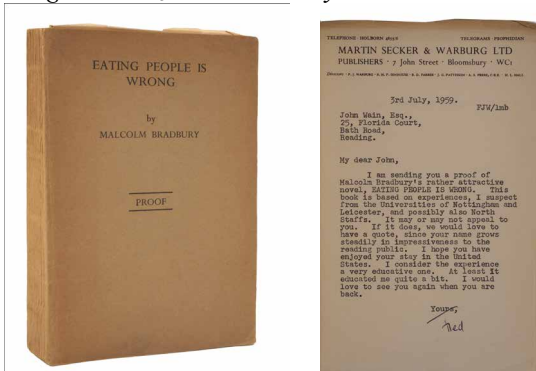 EATING PEOPLE IS
WRONG
by
MALCOLM BRADBURY
PROOF
TELEPHONE HOLBORN
TELEGRAMS PROPHIDIAN
MARTIN SECKER & WARBURG LTD
PUBLISHERS · 7 John Street · Bloomsbury · WC1
3rd July, 1959.
FJW/lmb
John Wain, Esq.,
25, Florida Court,
Bath Road,
Reading.
My dear John,
I am sending you a proof of
Malcolm Bradbury's rather attractive
novel, EATING PEOPLE IS WRONG. This
book is based on experiences, I suspect
from the Universities of Nottingham and
Leicester, and possibly also North
Staffs. It may or may not appeal to
you. If it does, we would love to
have a quote, since your name grows
steadily in impressiveness to the
reading public. I hope you have
enjoyed your stay in the United
States. I consider the experience
a very educative one. At least It
educated me quite a bit. I would
love to see you again when you are
back.
Yours,
Fred